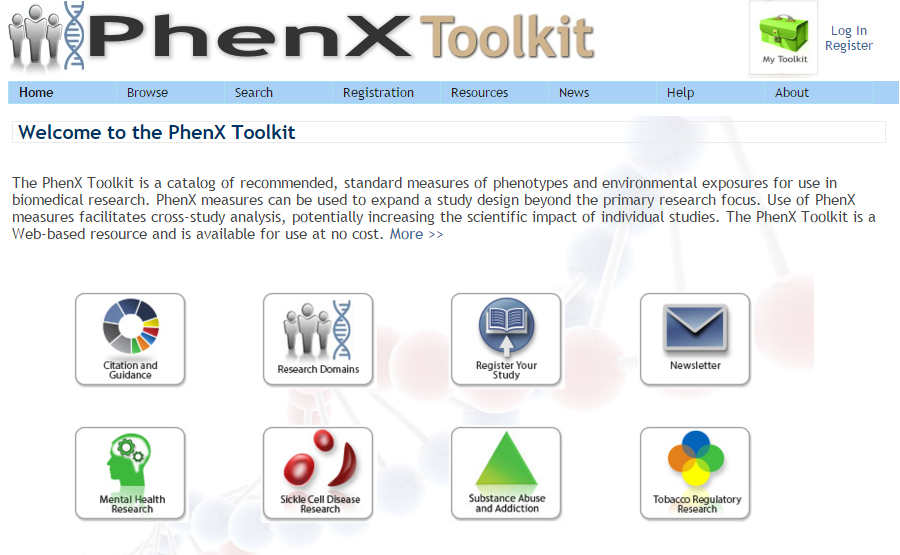 PhenX Toolkit
My Toolkit
Log In
Register
Home Browse Search Registration Resources News Help About
Welcome to the PhenX Toolkit
The PhenX Toolkit is a catalog of recommended, standard measures of phenotypes and environmental exposures for use in
biomedical research. PhenX measures can be used to expand a study design beyond the primary research focus. Use of PhenX
measures facilitates cross-study analysis, potentially increasing the scientific impact of individual studies. The PhenX Toolkit is a
Web-based resource and is available for use at no cost. More >>
Citation and
Guidance
Research Domains
Register Your
Study
Newsletter
Mental Health
Research
Sickle Cell Disease
Research
Substance Abuse
and Addiction
Tobacco Regulatory
Research